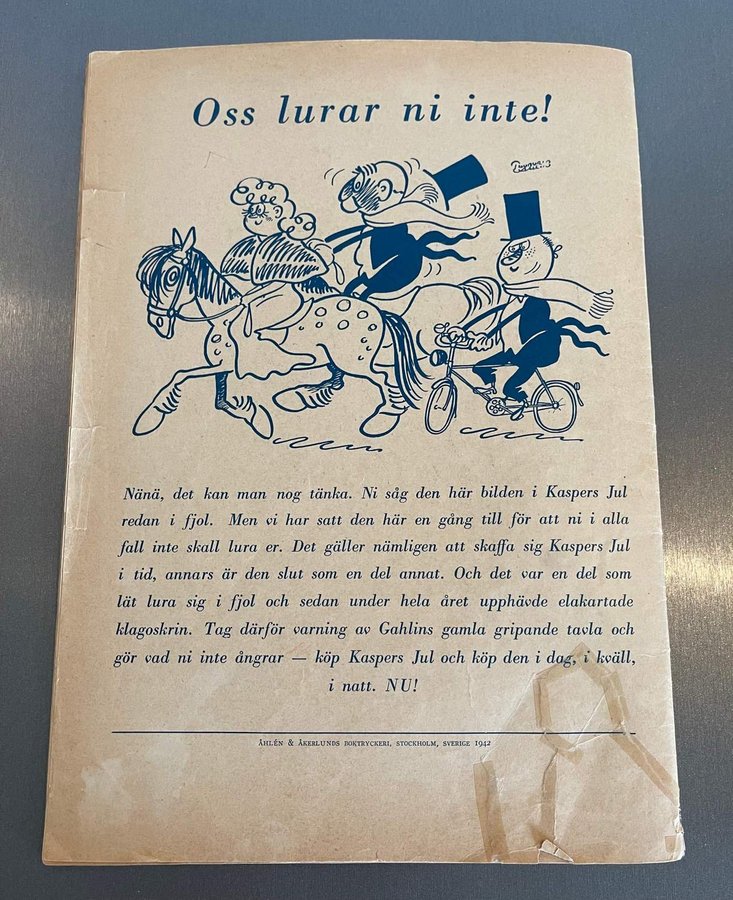 Oss lurar ni inte!
Nänä, det kan man nog tänka. Ni såg den här bilden i Kaspers Jul
redan i fjol. Men vi har satt den här en gång till för att ni i alla
fall inte skall lura er. Det gäller nämligen att skaffa sig Kaspers Jul
i tid, annars är den slut som en del annat. Och det var en del som
lät lura sig i fjol och sedan under hela året upphävde elakartade
klagoskrin. Tag därför varning av Gahlins gamla gripande tavla och
gör vad ni inte ångrar — köp Kaspers Jul och köp den i dag, i kväll,
i natt. NU!
ÅHLÉN & ÅKERLUNDS BOKTRYCKERI, STOCKHOLM, SVERIGE 1942